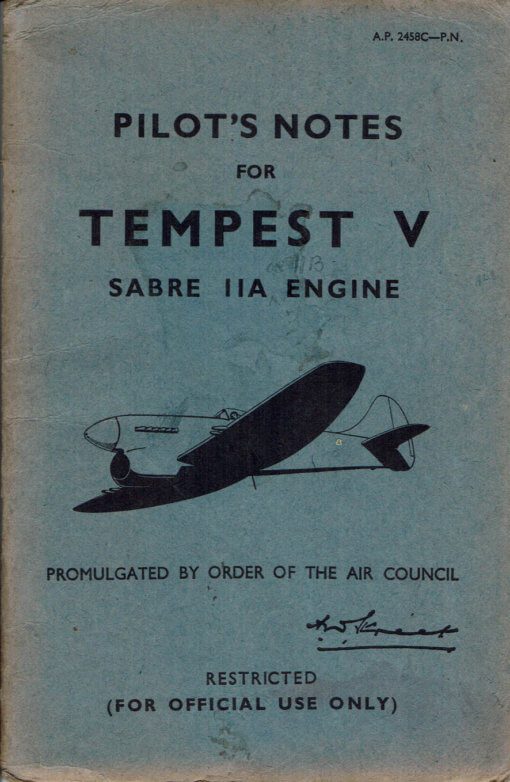 A.P. 2458C—P.N.
PILOT'S NOTES
FOR
TEMPEST V
SABRE IIA ENGINE
PROMULGATED BY ORDER OF THE AIR COUNCIL
RESTRICTED
(FOR OFFICIAL USE ONLY)